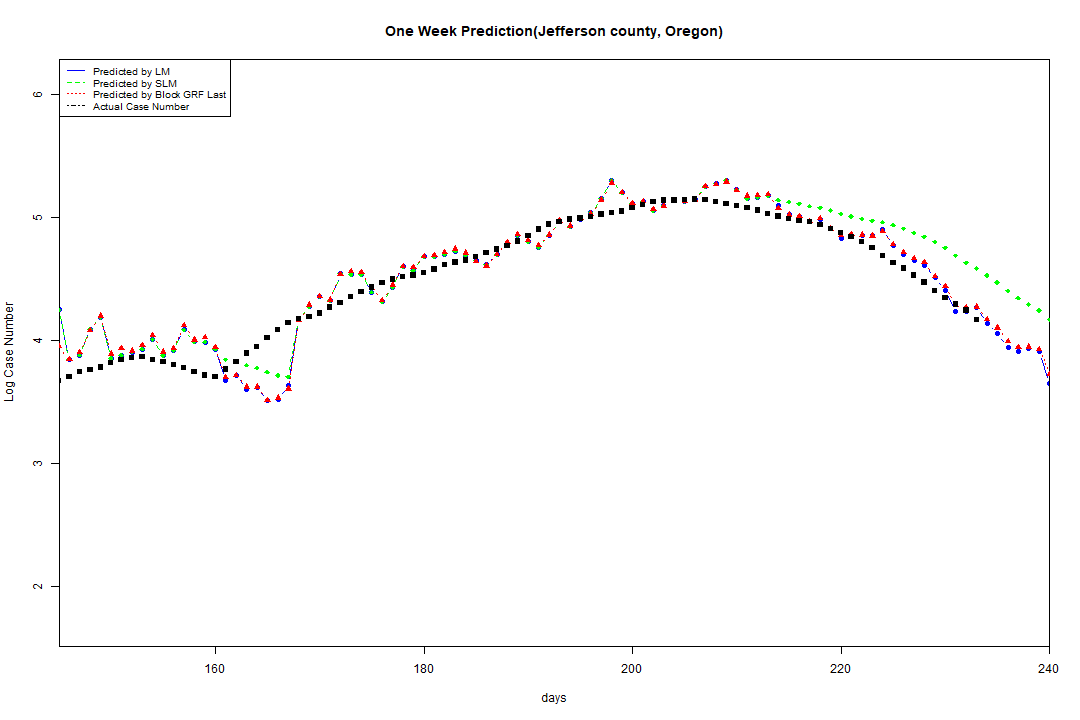 One Week Prediction(Jefferson county, Oregon)
Predicted by LM
Predicted by SLM
Predicted by Block GRF Last
Actual Case Number
6
5
4
3
2
Log Case Number
160 180 200 220 240
days